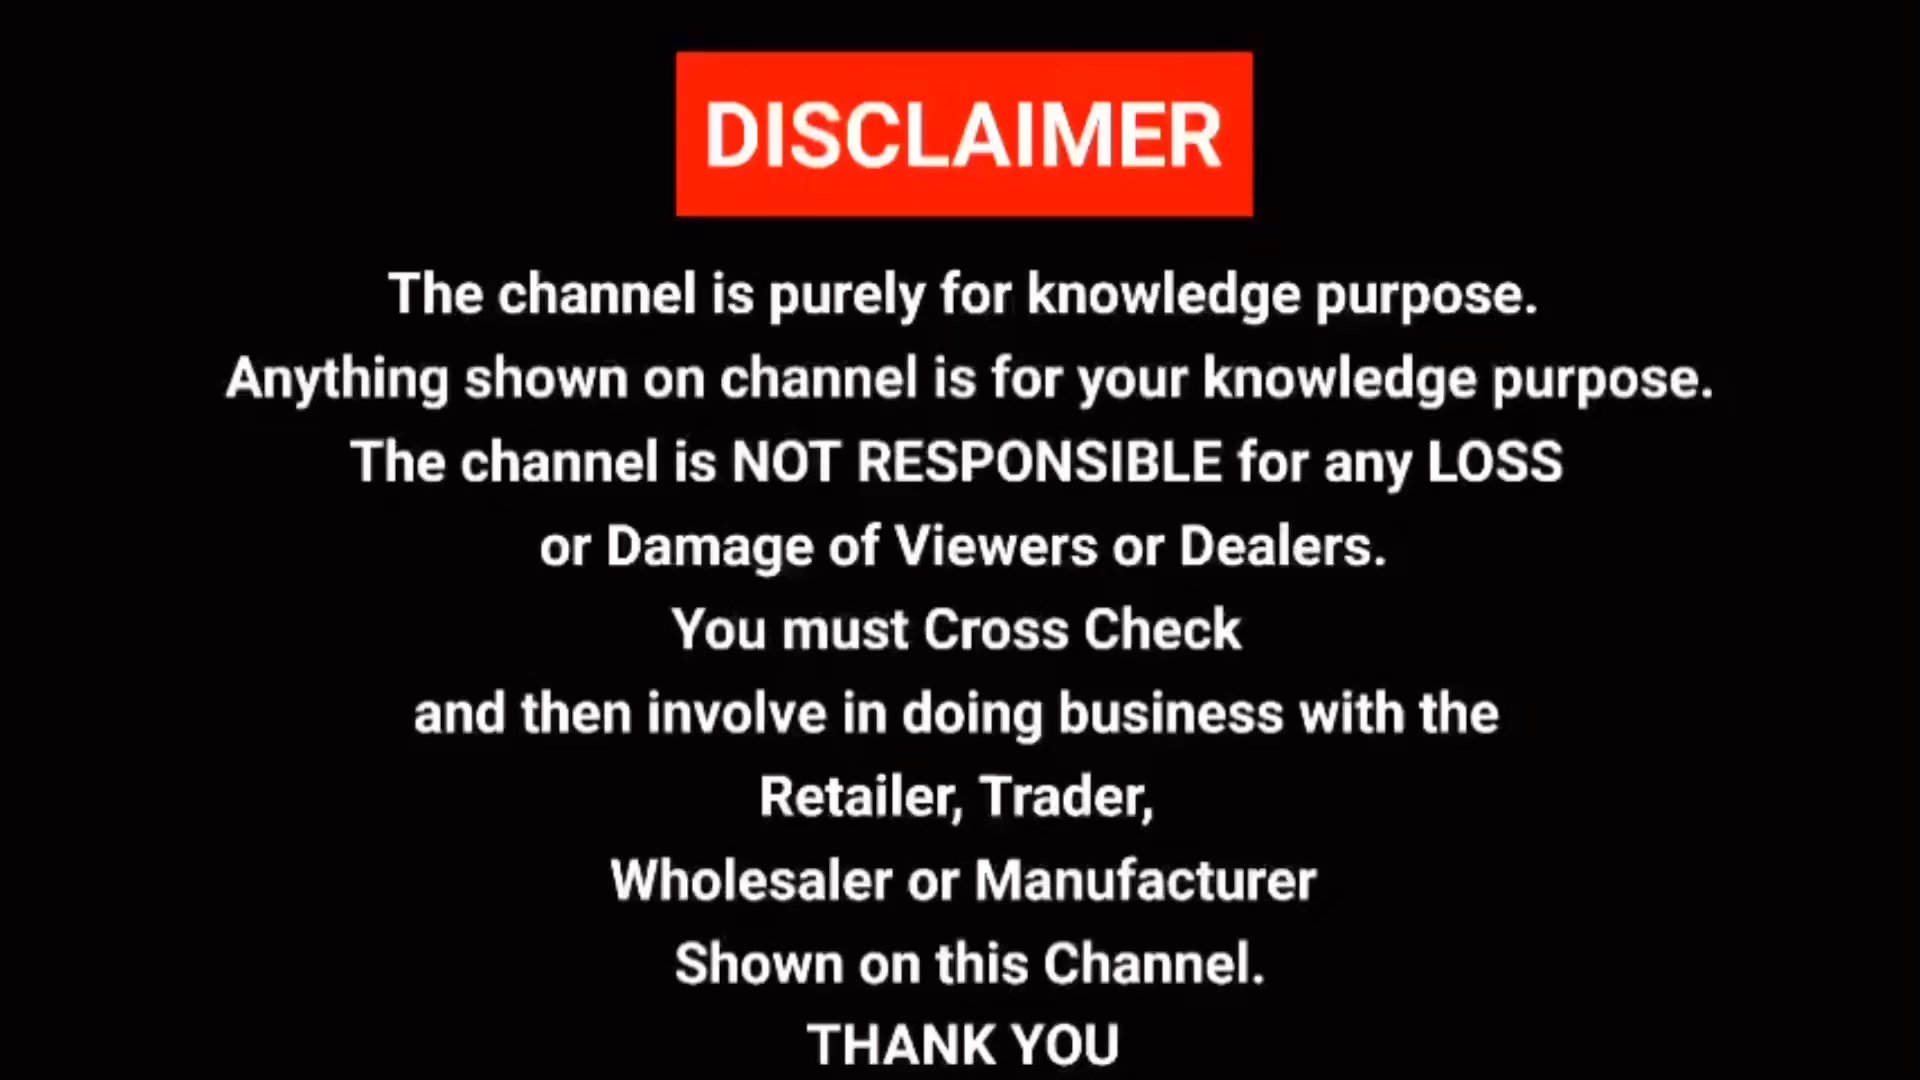 DISCLAIMER
The channel is purely for knowledge purpose.
Anything shown on channel is for your knowledge purpose.
The channel is NOT RESPONSIBLE for any LOSS
or Damage of Viewers or Dealers.
You must Cross Check
and then involve in doing business with the
Retailer, Trader,
Wholesaler or Manufacturer
Shown on this Channel.
THANK YOU